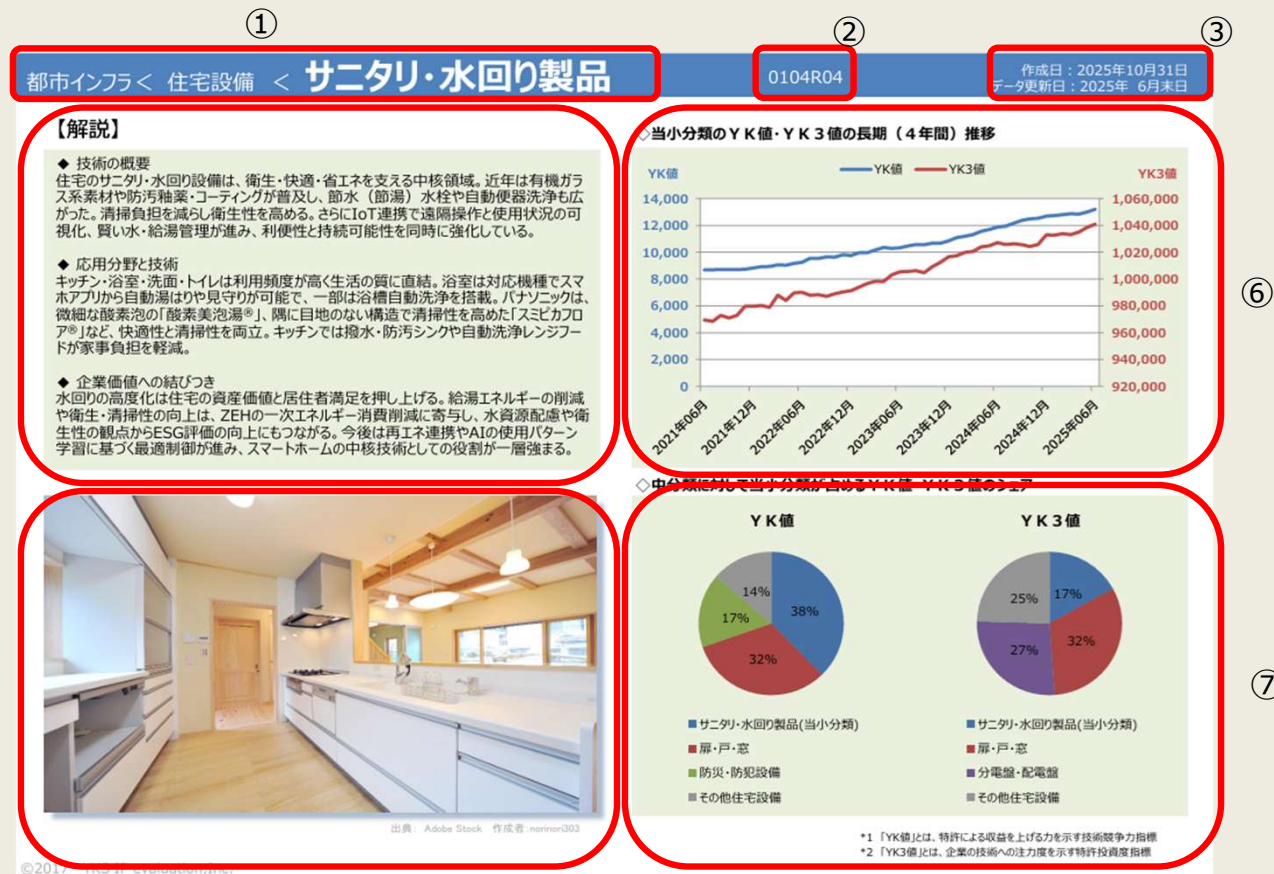 ①
②
③
都市インフラ＜ 住宅設備 ＜ サニタリ・水回り製品
0104R04
作成日：2025年10月31日
データ更新日：2025年 6月末日
【解説】
◆ 技術の概要
住宅のサニタリ・水回り設備は、衛生・快適・省エネを支える中核領域。近年は有機ガラ
ス系素材や防汚釉薬・コーティングが普及し、節水（節湯）水栓や自動便器洗浄も広
がった。清掃負担を減らし衛生性を高める。さらにIoT連携で遠隔操作と使用状況の可
視化、賢い水・給湯管理が進み、利便性と持続可能性を同時に強化している。
◆ 応用分野と技術
キッチン・浴室・洗面・トイレは利用頻度が高く生活の質に直結。浴室は対応機種でスマ
ホアプリから自動湯はりや見守りが可能で、一部は浴槽自動洗浄を搭載。パナソニックは、
微細な酸素泡の「酸素美泡湯®」、隅に目地のない構造で清掃性を高めた「スミピカフロ
ア®」など、快適性と清掃性を両立。キッチンでは撥水・防汚シンクや自動洗浄レンジフー
ドが家事負担を軽減。
◆ 企業価値への結びつき
水回りの高度化は住宅の資産価値と居住者満足を押し上げる。給湯エネルギーの削減
や衛生・清掃性の向上は、ZEHの一次エネルギー消費削減に寄与し、水資源配慮や衛
生性の観点からESG評価の向上にもつながる。今後は再エネ連携やAIの使用パターン
学習に基づく最適制御が進み、スマートホームの中核技術としての役割が一層強まる。
出典： Adobe Stock 作成者：norinori303
◇当小分類のＹＫ値・ＹＫ３値の長期（４年間）推移
YK値
YK値
YK3値
YK3値
14,000
12,000
10,000
8,000
6,000
4,000
2,000
0
1,060,000
1,040,000
1,020,000
1,000,000
980,000
960,000
940,000
920,000
2021年06月
2021年12月
2022年06月
2022年12月
2023年06月
2023年12月
2024年06月
2024年12月
2025年06月
⑥
◇中分類に対して当小分類が占めるＹＫ値・ＹＫ３値のシェア
ＹＫ値
38%
32%
17%
14%
■サニタリ・水回り製品(当小分類)
■扉・戸・窓
■防災・防犯設備
■その他住宅設備
ＹＫ３値
17%
32%
27%
25%
■サニタリ・水回り製品(当小分類)
■扉・戸・窓
■分電盤・配電盤
■その他住宅設備
⑦
*1 「YK値」とは、特許による収益を上げる力を示す技術競争力指標
*2 「YK3値」とは、企業の技術への注力度を示す特許投資度指標
©2017 YK3 IP evaluation,Inc.